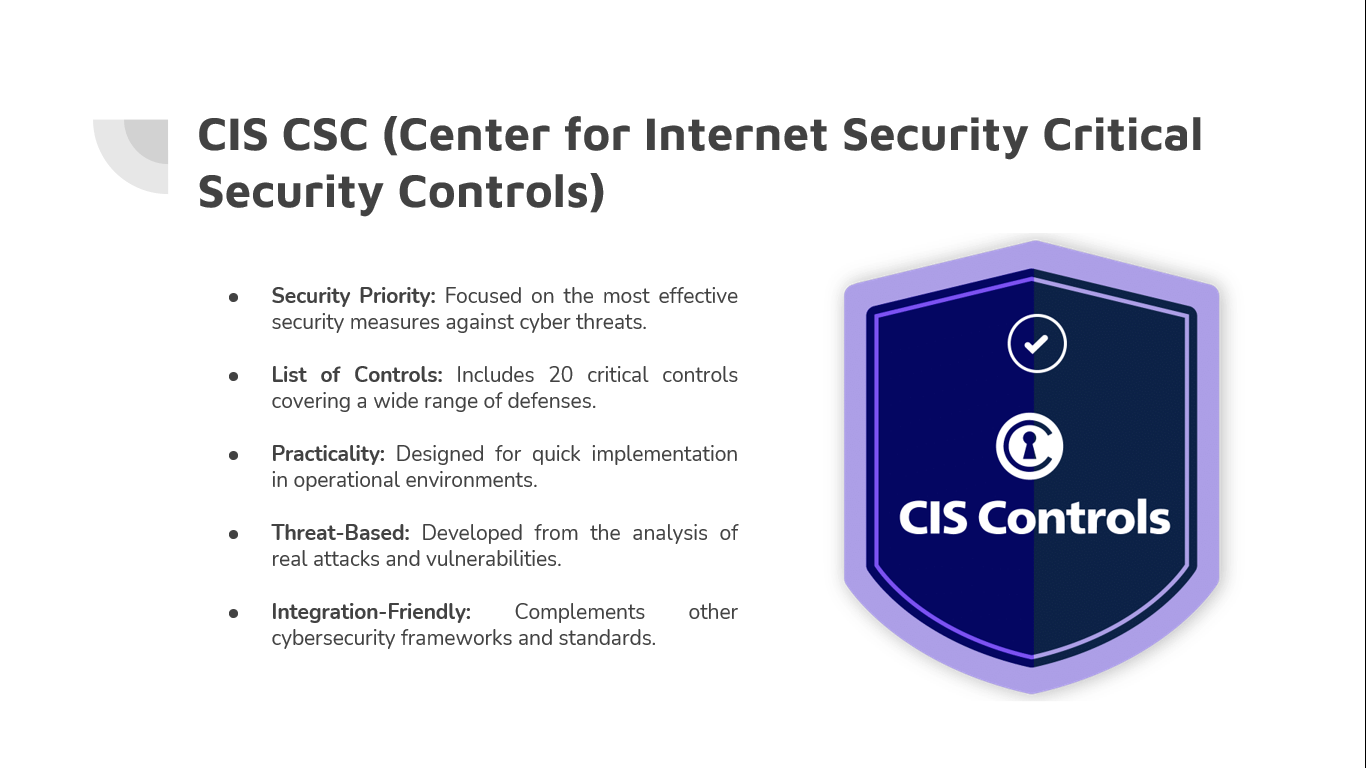 CIS CSC (Center for Internet Security Critical
Security Controls)
● Security Priority: Focused on the most effective
security measures against cyber threats.
● List of Controls: Includes 20 critical controls
covering a wide range of defenses.
● Practicality: Designed for quick implementation
in operational environments.
● Threat-Based: Developed from the analysis of
real attacks and vulnerabilities.
● Integration-Friendly: Complements other
cybersecurity frameworks and standards.
CIS Controls